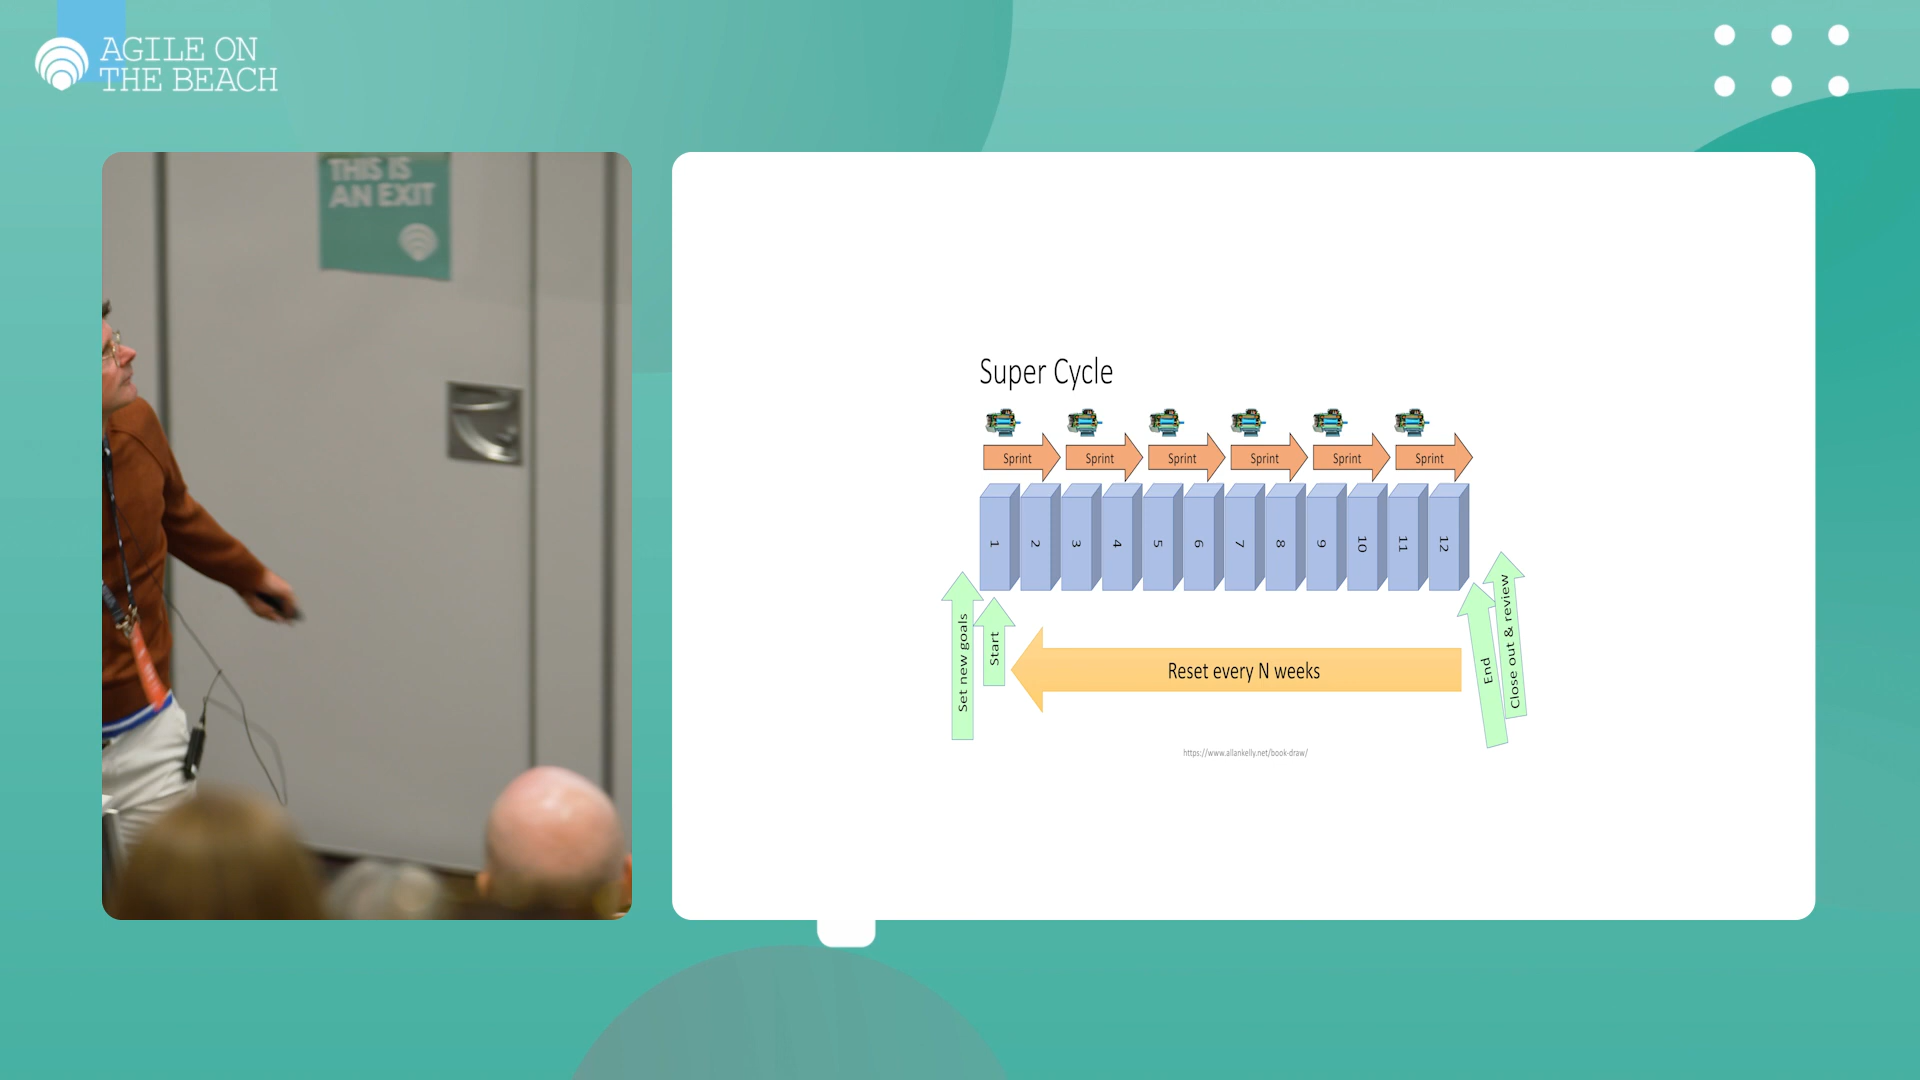 AGILE ON
THE BEACH
THIS IS
AN EXIT
Super Cycle
Sprint
Sprint
Sprint
Sprint
Sprint
Sprint
1
2
3
4
5
6
7
8
9
10
11
12
Set new goals
Start
Reset every N weeks
End
Close out & review
https://www.allankelly.net/book-draw/